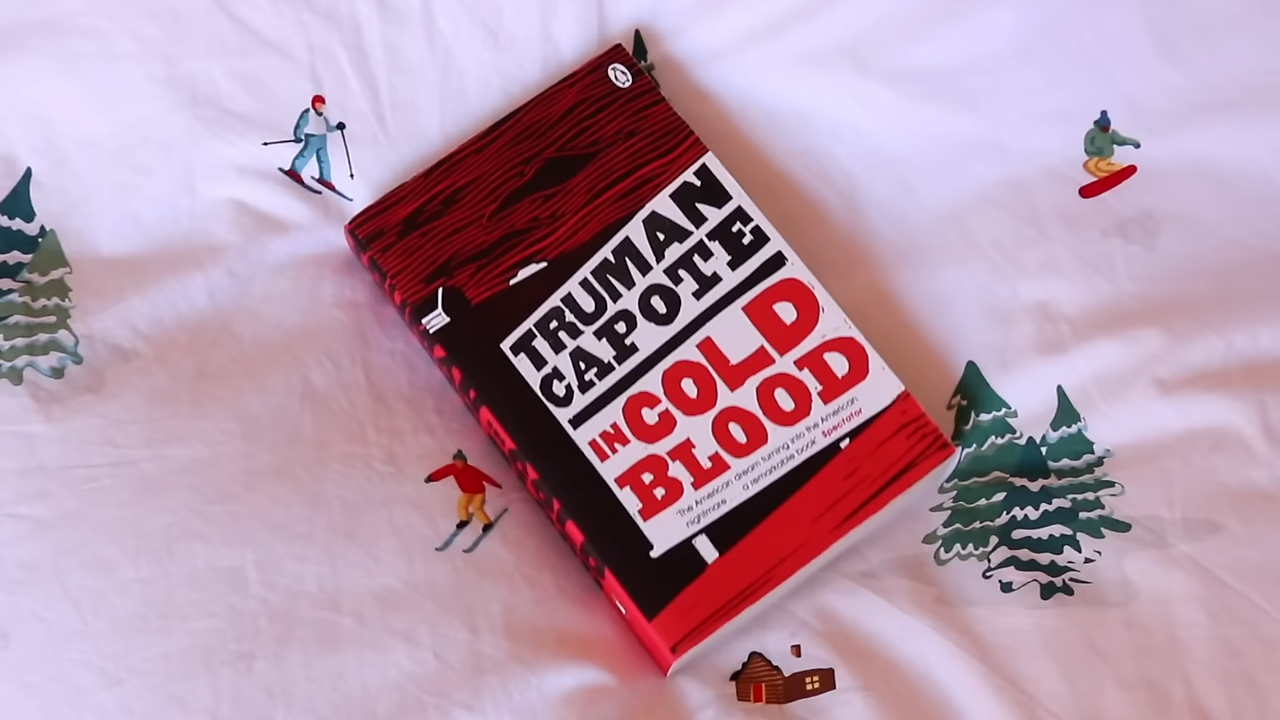 TRUMAN
CAPOTE
IN COLD
BLOOD
'The American dream turning into the American
nightmare . . . a remarkable book' Spectator